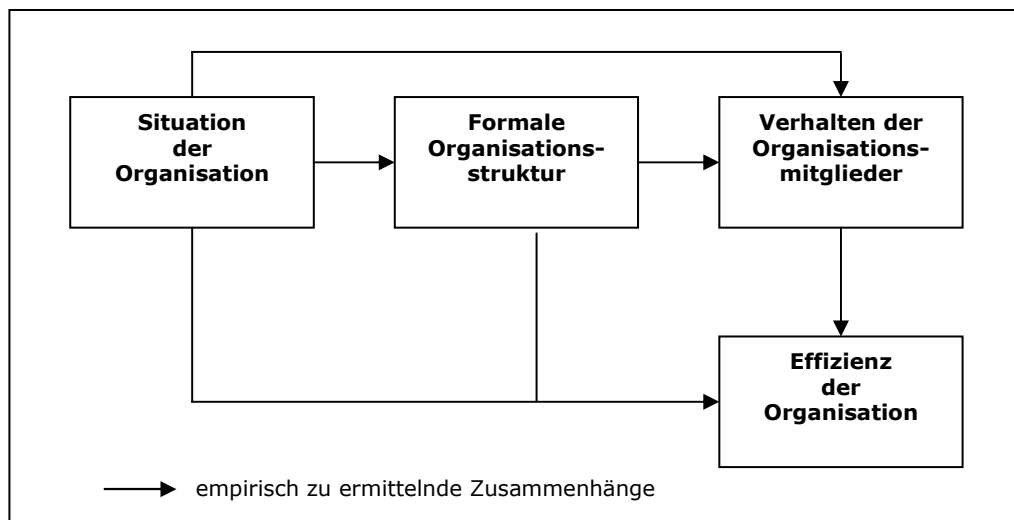 Situation
der
Organisation
Formale
Organisations-
struktur
Verhalten der
Organisations-
mitglieder
Effizienz
der
Organisation
empirisch zu ermittelnde Zusammenhänge